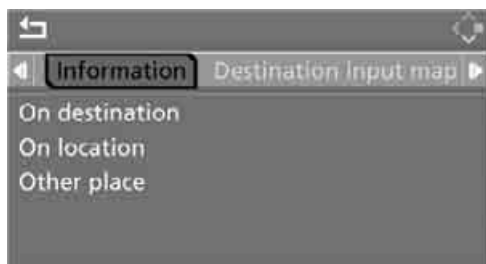 Information Destination input map
On destination
On location
Other place